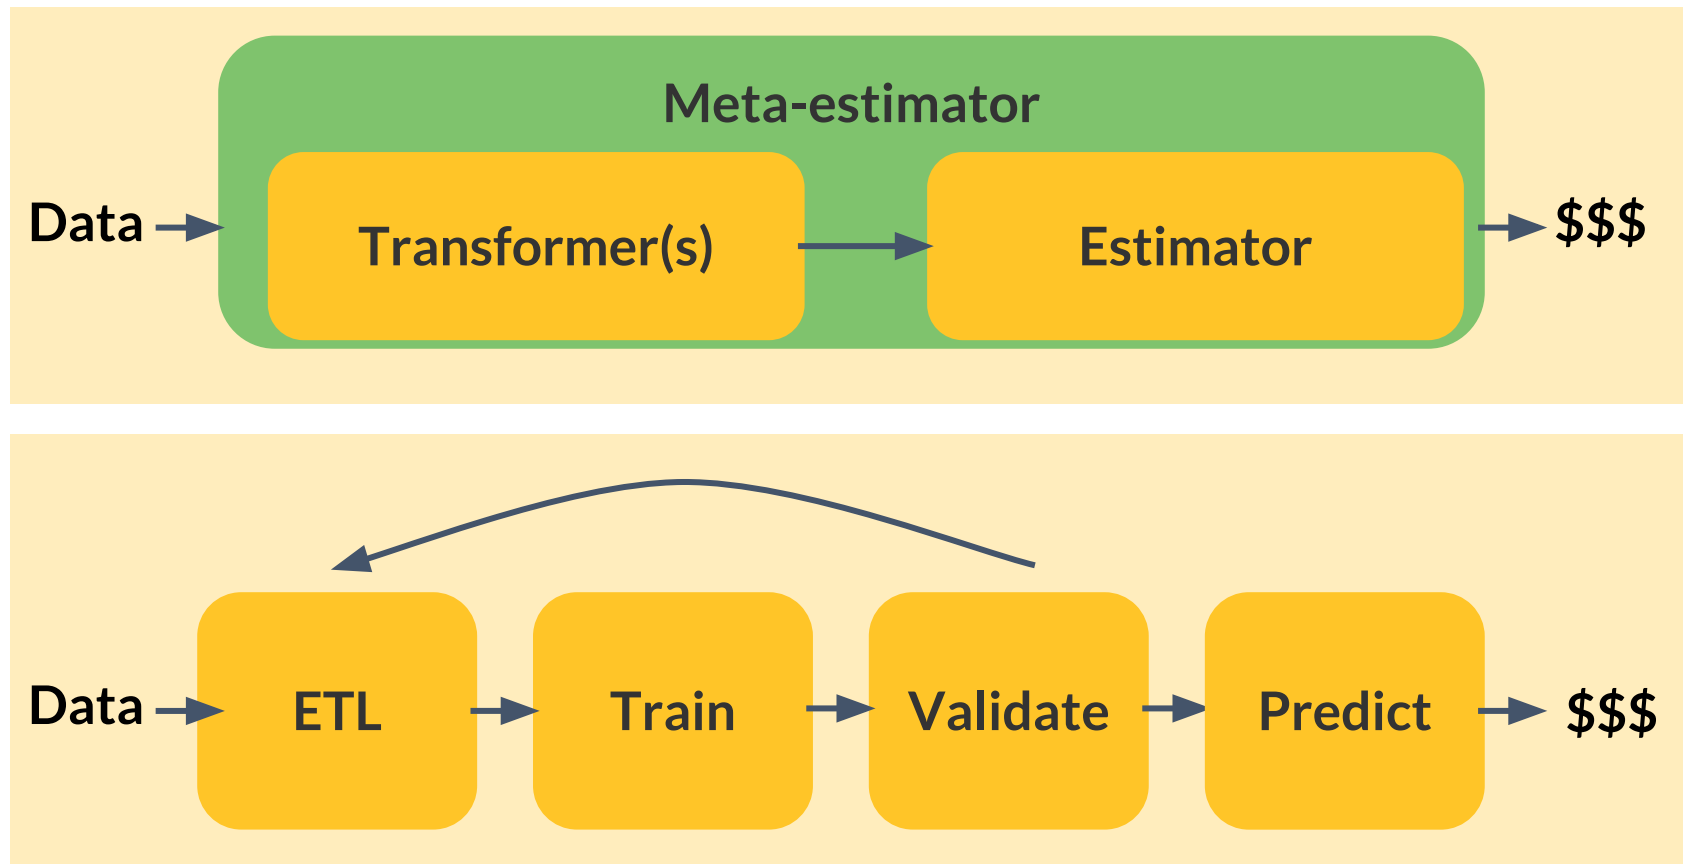 Meta-estimator
Data
Transformer(s)
Estimator
$$$
Data
ETL
Train
Validate
Predict
$$$